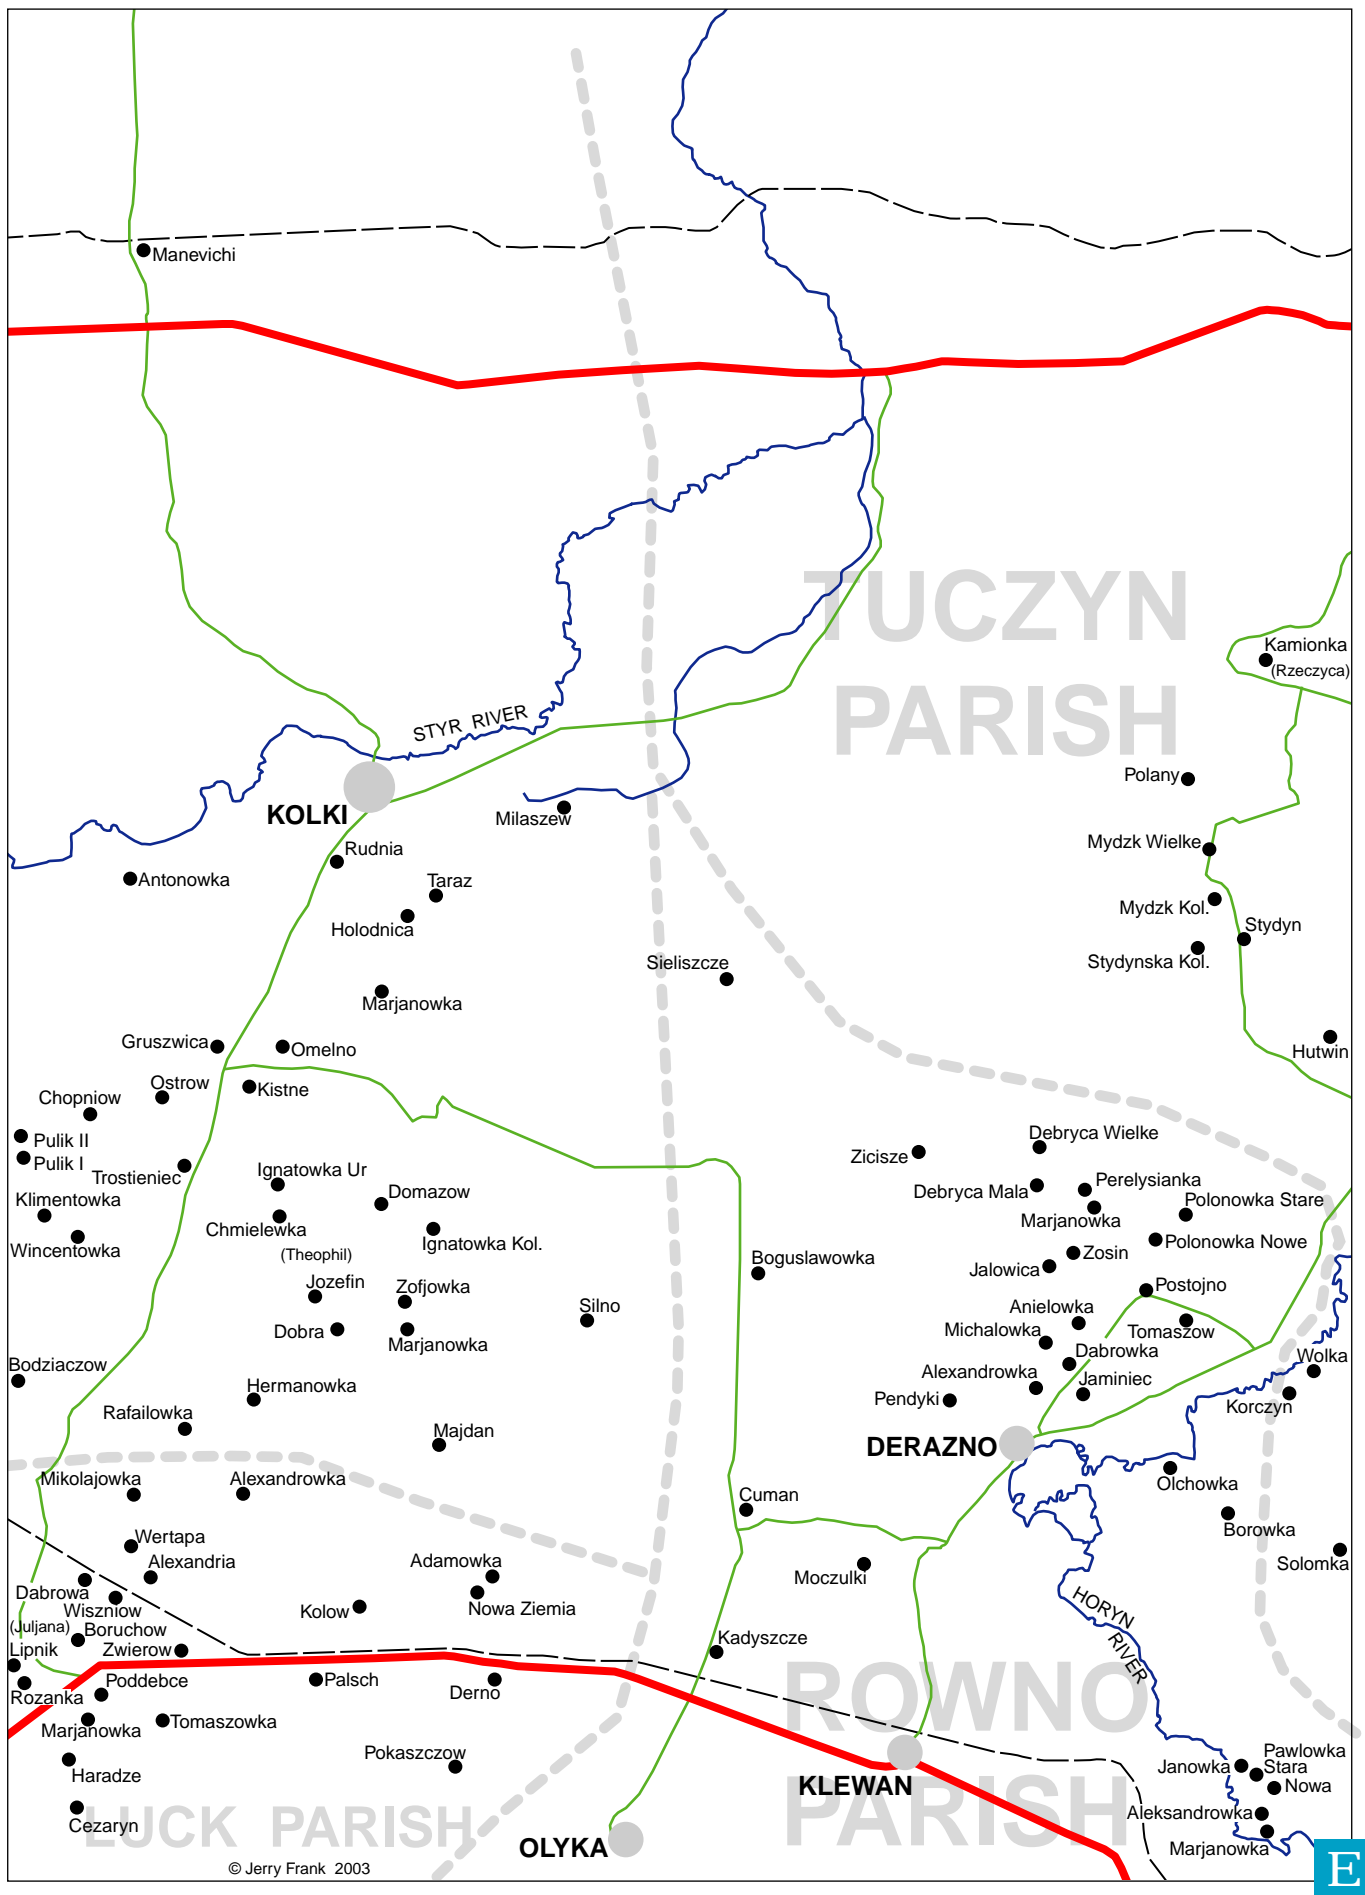 Manevichi
TUCZYN
PARISH
Kamionka
(Rzeczyca)
STYR RIVER
Polany
KOLKI
Milaszew
Mydzk Wielke
Rudnia
Antonowka
Taraz
Mydzk Kol.
Holodnica
Stydyn
Sieliszcze
Stydynska Kol.
Marjanowka
Gruszwica
Omelno
Hutwin
Ostrow
Kistne
Chopniow
Pulik II
Debryca Wielke
Zicisze
Pulik I
Trostieniec
Ignatowka Ur
Perelysianka
Domazow
Debryca Mala
Klimentowka
Polonowka Stare
Chmielewka
Marjanowka
Wincentowka
Ignatowka Kol.
Polonowka Nowe
(Theophil)
Zosin
Boguslawowka
Jalowica
Jozefin
Zofjowka
Postojno
Silno
Anielowka
Dobra
Marjanowka
Michalowka
Tomaszow
Dabrowka
Wolka
Bodziaczow
Alexandrowka
Jaminiec
Hermanowka
Pendyki
Korczyn
Rafailowka
Majdan
DERAZNO
Mikolajowka
Alexandrowka
Olchowka
Cuman
Borowka
Wertapa
Alexandria
Adamowka
Solomka
Moczulki
Dabrowa
Wiszniow
Kolow
Nowa Ziemia
HORYN
RIVER
(Juljana)
Boruchow
Lipnik
Zwierow
Kadyszcze
Poddebce
Palsch
Derno
Rozanka
ROWNO
PARISH
Marjanowka
Tomaszowka
Pokaszczow
Haradze
Janowka
Pawlowka
Stara
Nowa
KLEWAN
Cezaryn
LUCK PARISH
Aleksandrowka
OLYKA
Marjanowka
© Jerry Frank 2003
E